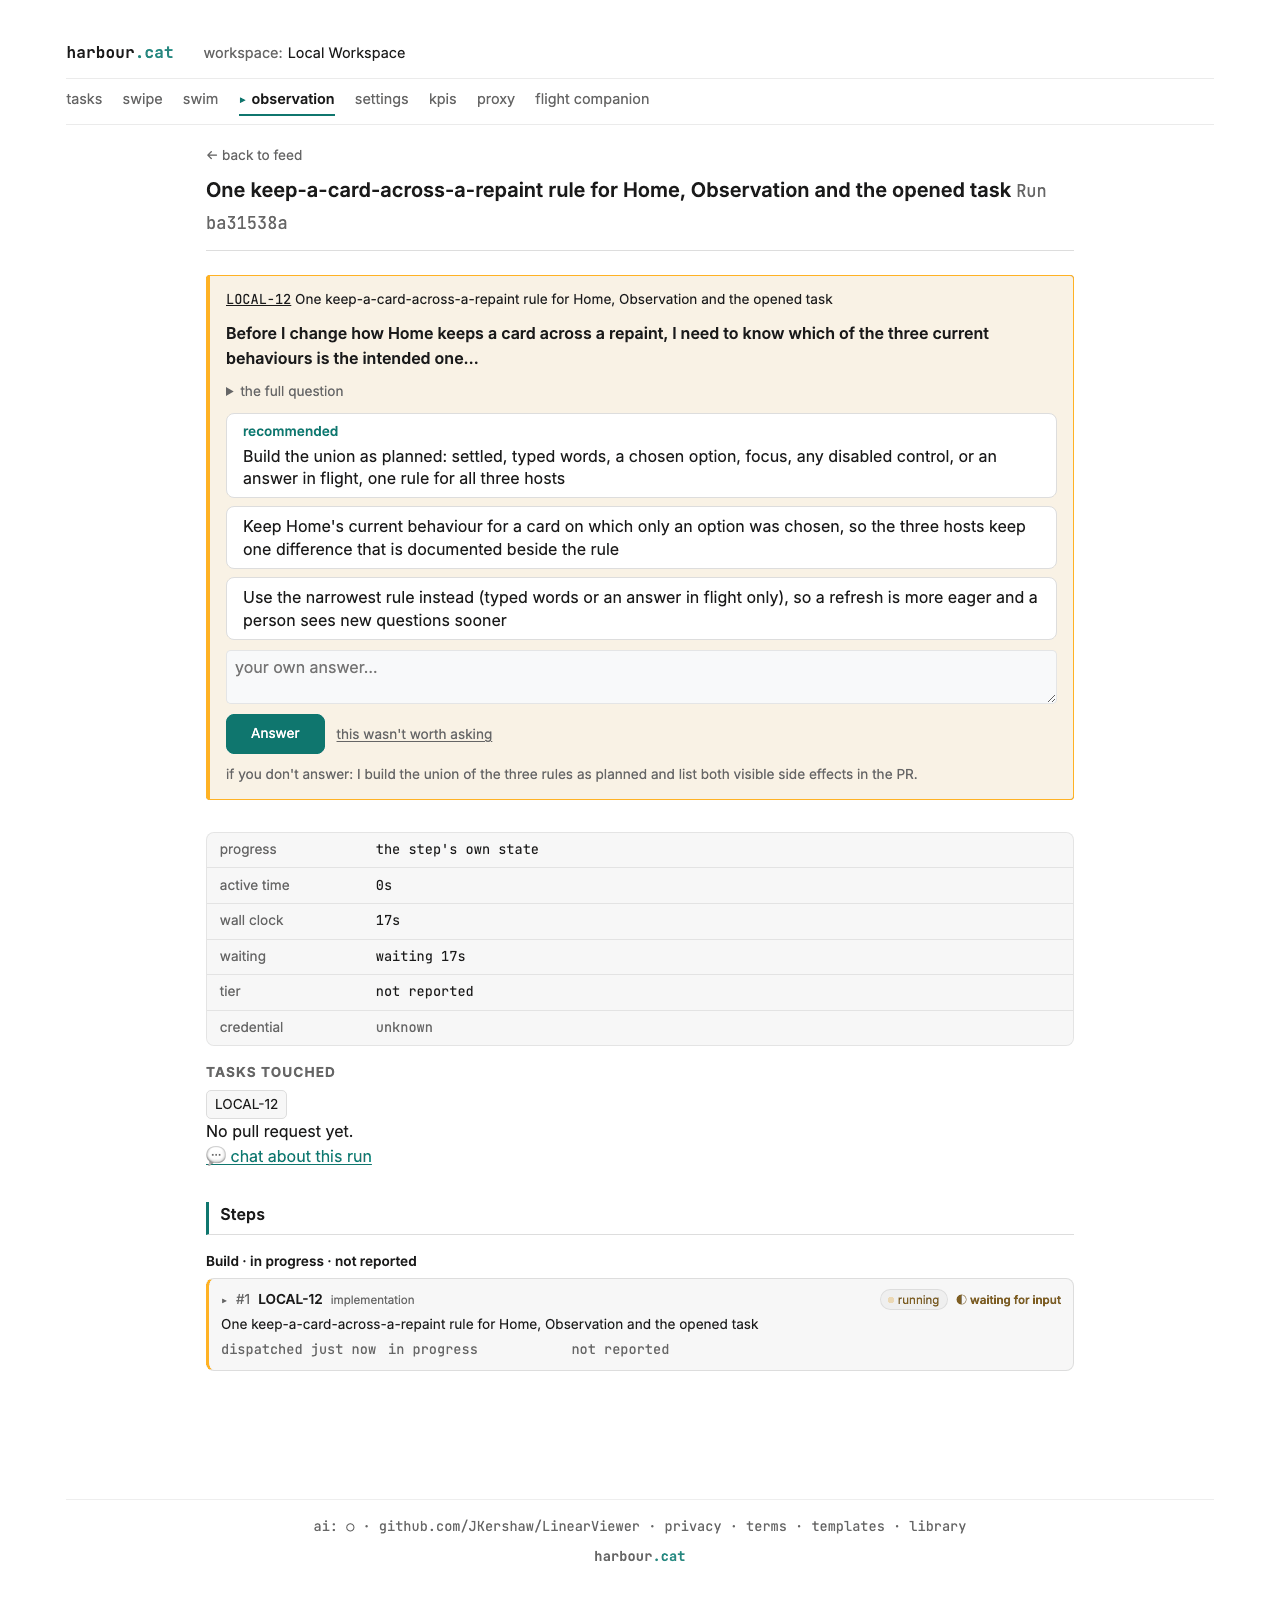 harbour.cat workspace: Local Workspace
tasks swipe swim ▸ observation settings kpis proxy flight companion
← back to feed
One keep-a-card-across-a-repaint rule for Home, Observation and the opened task Run
ba31538a
LOCAL-12 One keep-a-card-across-a-repaint rule for Home, Observation and the opened task
Before I change how Home keeps a card across a repaint, I need to know which of the three current
behaviours is the intended one…
▶ the full question
recommended
Build the union as planned: settled, typed words, a chosen option, focus, any disabled control, or an
answer in flight, one rule for all three hosts
Keep Home's current behaviour for a card on which only an option was chosen, so the three hosts keep
one difference that is documented beside the rule
Use the narrowest rule instead (typed words or an answer in flight only), so a refresh is more eager and a
person sees new questions sooner
your own answer…
Answer this wasn't worth asking
if you don't answer: I build the union of the three rules as planned and list both visible side effects in the PR.
progress the step's own state
active time 0s
wall clock 17s
waiting waiting 17s
tier not reported
credential unknown
TASKS TOUCHED
LOCAL-12
No pull request yet.
💬 chat about this run
Steps
Build · in progress · not reported
▸ #1 LOCAL-12 implementation running ◐ waiting for input
One keep-a-card-across-a-repaint rule for Home, Observation and the opened task
dispatched just now in progress not reported
ai: ○ · github.com/JKershaw/LinearViewer · privacy · terms · templates · library
harbour.cat